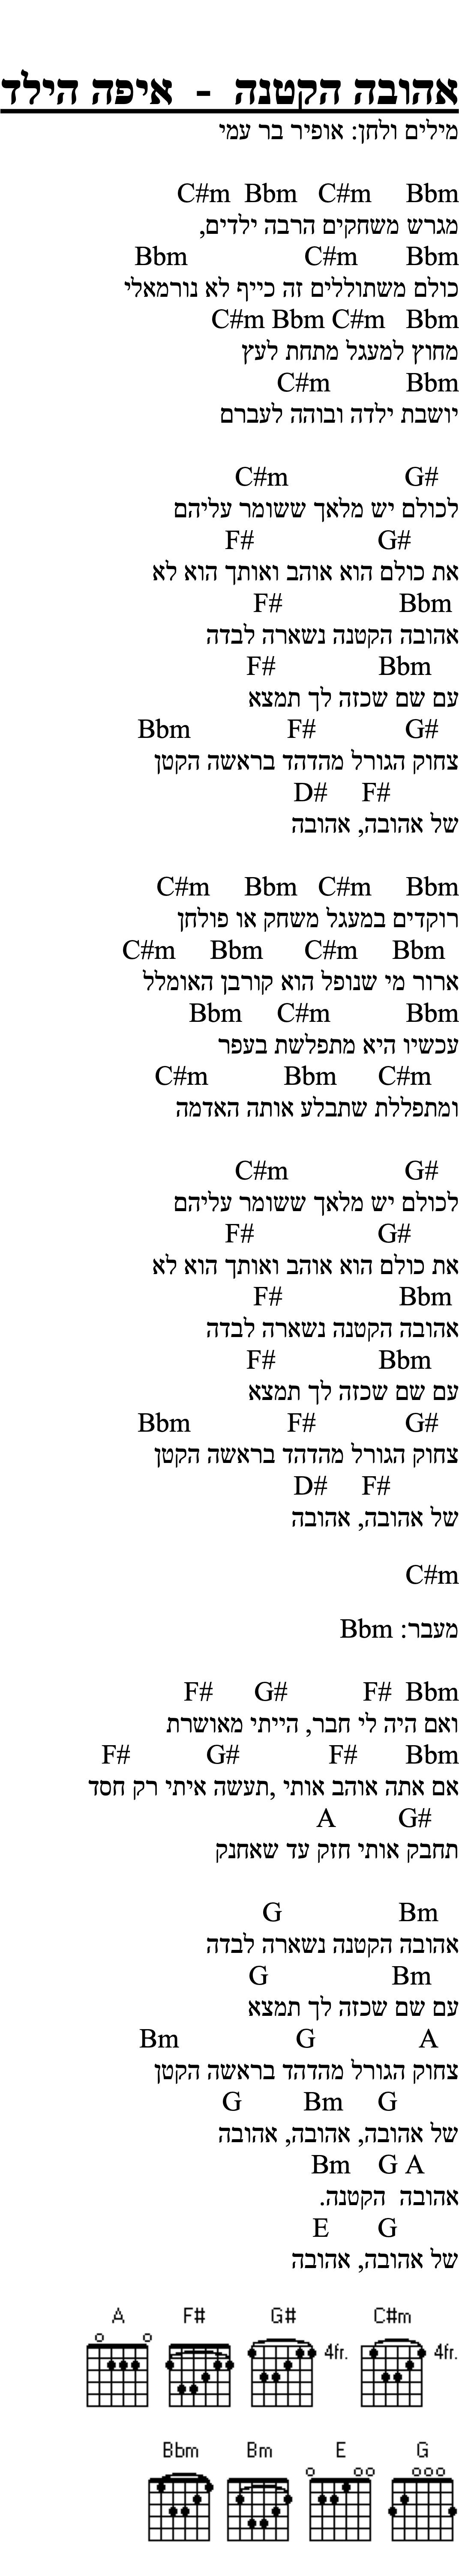 אהובה הקטנה - איפה הילד
מילים ולחן: אופיר בר עמי
C#m Bbm C#m Bbm
מגרש משחקים הרבה ילדים,
Bbm C#m Bbm
כולם משתוללים זה כייף לא נורמאלי
C#m Bbm C#m Bbm
מחוץ למעגל מתחת לעץ
C#m Bbm
יושבת ילדה ובוהה לעברם
C#m G#
לכולם יש מלאך ששומר עליהם
F# G#
את כולם הוא אוהב ואותך הוא לא
F# Bbm
אהובה הקטנה נשארה לבדה
F# Bbm
עם שם שכזה לך תמצא
Bbm F# G#
צחוק הגורל מהדהד בראשה הקטן
D# F#
של אהובה, אהובה
C#m Bbm C#m Bbm
רוקדים במעגל משחק או פולחן
C#m Bbm C#m Bbm
ארור מי שנופל הוא קורבן האומלל
Bbm C#m Bbm
עכשיו היא מתפלשת בעפר
C#m Bbm C#m
ומתפללת שתבלע אותה האדמה
C#m G#
לכולם יש מלאך ששומר עליהם
F# G#
את כולם הוא אוהב ואותך הוא לא
F# Bbm
אהובה הקטנה נשארה לבדה
F# Bbm
עם שם שכזה לך תמצא
Bbm F# G#
צחוק הגורל מהדהד בראשה הקטן
D# F#
של אהובה, אהובה
C#m
מעבר: Bbm
F# G# F# Bbm
ואם היה לי חבר, הייתי מאושרת
F# G# F# Bbm
אם אתה אוהב אותי ,תעשה איתי רק חסד
A G#
תחבק אותי חזק עד שאחנק
G Bm
אהובה הקטנה נשארה לבדה
G Bm
עם שם שכזה לך תמצא
Bm G A
צחוק הגורל מהדהד בראשה הקטן
G Bm G
של אהובה, אהובה, אהובה
Bm G A
אהובה הקטנה.
E G
של אהובה, אהובה
A F# G# C#m
4fr. 4fr.
Bbm Bm E G